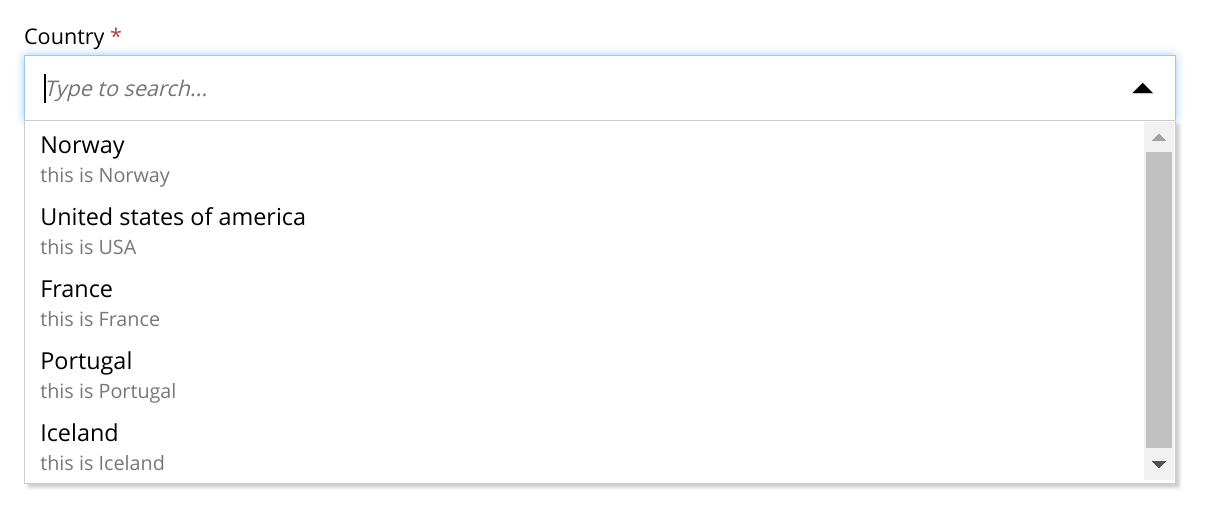 Country *
Type to search...
Norway
this is Norway
United states of america
this is USA
France
this is France
Portugal
this is Portugal
Iceland
this is Iceland